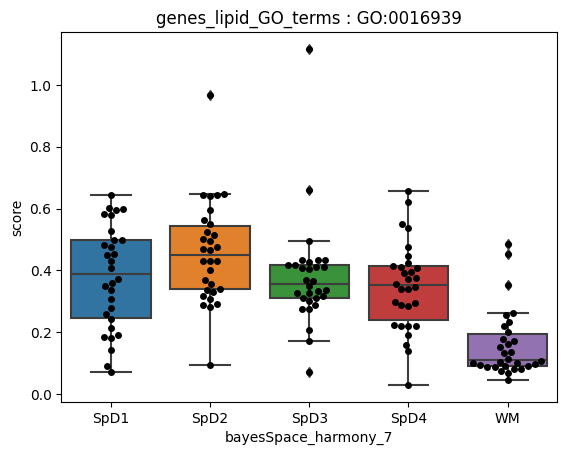 genes_lipid_GO_terms : GO:0016939
score
1.0
0.8
0.6
0.4
0.2
0.0
SpD1 SpD2 SpD3 SpD4 WM
bayesSpace_harmony_7